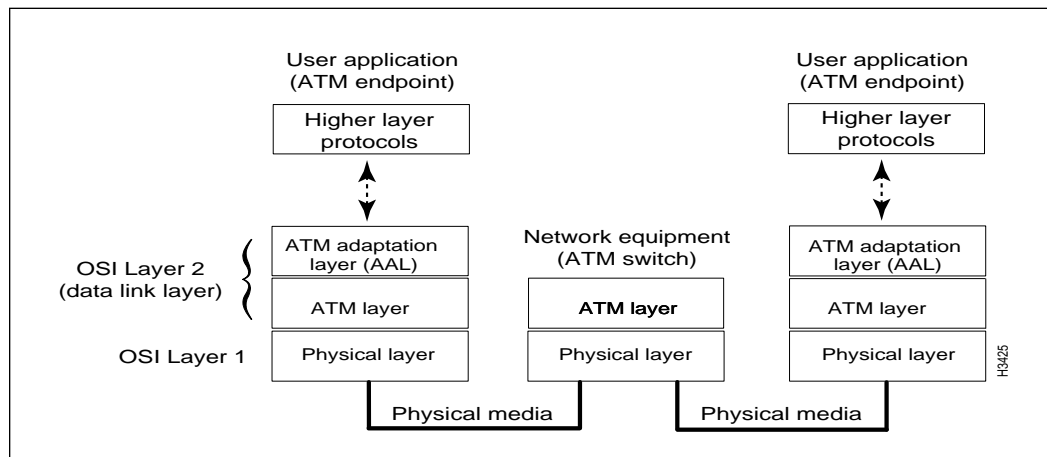 User application
(ATM endpoint)
User application
(ATM endpoint)
Higher layer
protocols
Higher layer
protocols
OSI Layer 2
(data link layer)
ATM adaptation
layer (AAL)
Network equipment
(ATM switch)
ATM adaptation
layer (AAL)
ATM layer
ATM layer
ATM layer
OSI Layer 1
Physical layer
Physical layer
Physical layer
H3425
Physical media
Physical media